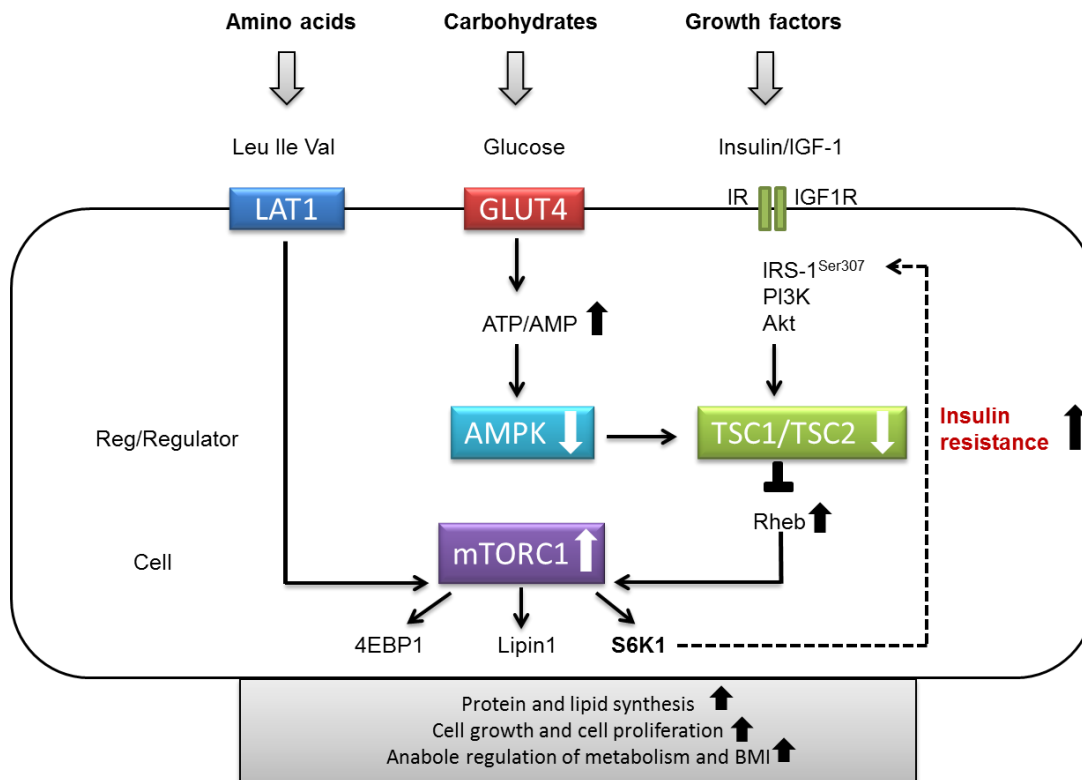 Amino acids
Carbohydrates
Growth factors
Leu Ile Val
Glucose
Insulin/IGF-1
LAT1
GLUT4
IR
IGF1R
IRS-1Ser307
PI3K
Akt
ATP/AMP
Reg/Regulator
AMPK
TSC1/TSC2
Insulin
resistance
Rheb
Cell
mTORC1
4EBP1
Lipin1
S6K1
Protein and lipid synthesis
Cell growth and cell proliferation
Anabole regulation of metabolism and BMI